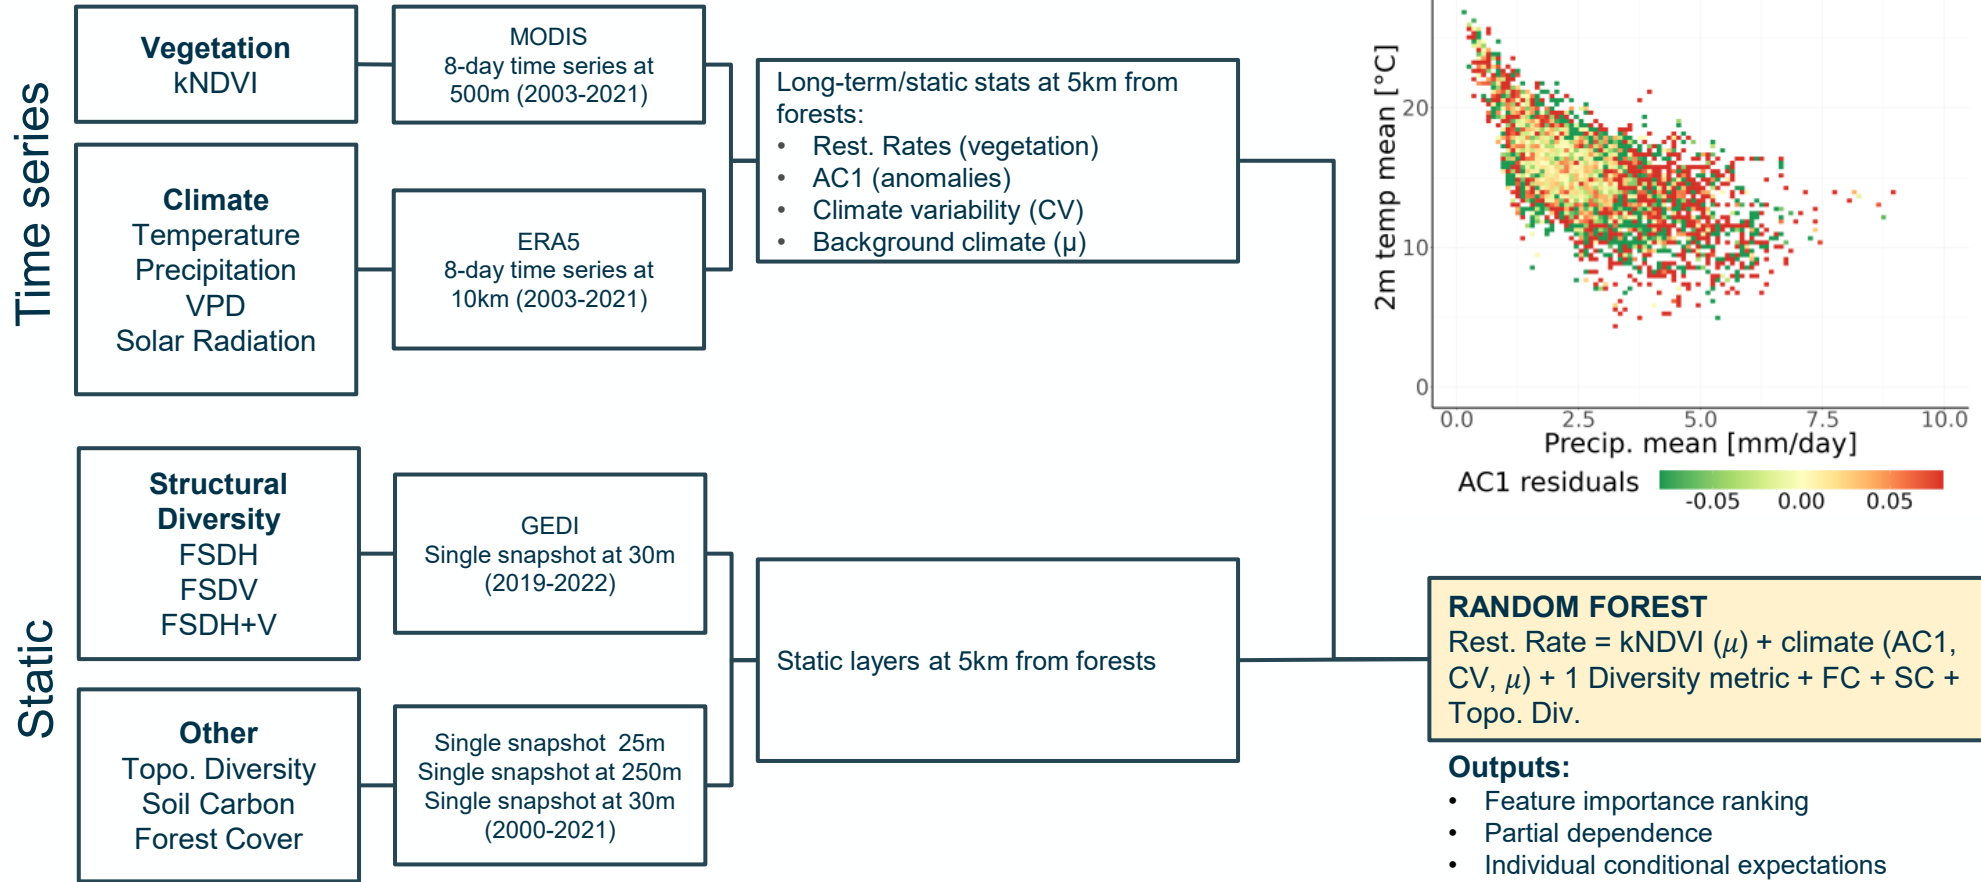 Time series
Vegetation
kNDVI
MODIS
8-day time series at
500m (2003-2021)
Climate
Temperature
Precipitation
VPD
Solar Radiation
ERA5
8-day time series at
10km (2003-2021)
Long-term/static stats at 5km from
forests:
• Rest. Rates (vegetation)
• AC1 (anomalies)
• Climate variability (CV)
• Background climate (μ)
Static
Structural
Diversity
FSDH
FSDV
FSDH+V
GEDI
Single snapshot at 30m
(2019-2022)
Other
Topo. Diversity
Soil Carbon
Forest Cover
Single snapshot 25m
Single snapshot at 250m
Single snapshot at 30m
(2000-2021)
Static layers at 5km from forests
2m temp mean [°C]
20
10
0
0.0 2.5 5.0 7.5 10.0
Precip. mean [mm/day]
AC1 residuals
-0.05 0.00 0.05
RANDOM FOREST
Rest. Rate = kNDVI (μ) + climate (AC1,
CV, μ) + 1 Diversity metric + FC + SC +
Topo. Div.
Outputs:
• Feature importance ranking
• Partial dependence
• Individual conditional expectations